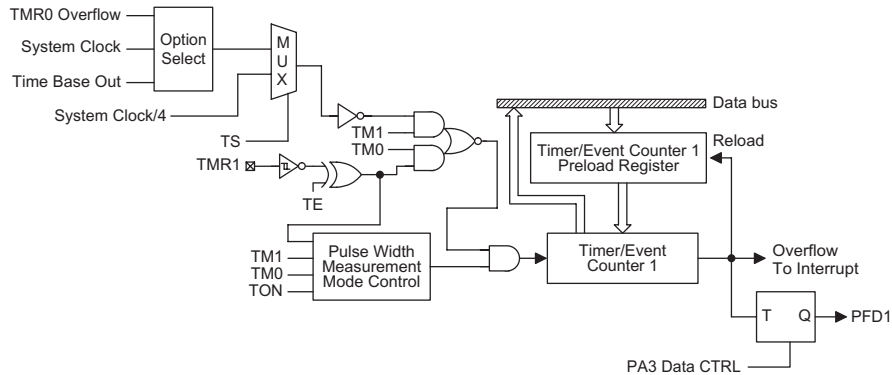 TMR0 Overflow
System Clock
Time Base Out
Option
Select
M
U
X
System Clock/4
TS
TM1
TM0
TMR1
TE
Data bus
Reload
Timer/Event Counter 1
Preload Register
TM1
TM0
TON
Pulse Width
Measurement
Mode Control
Timer/Event
Counter 1
Overflow
To Interrupt
T
Q
PFD1
PA3 Data CTRL